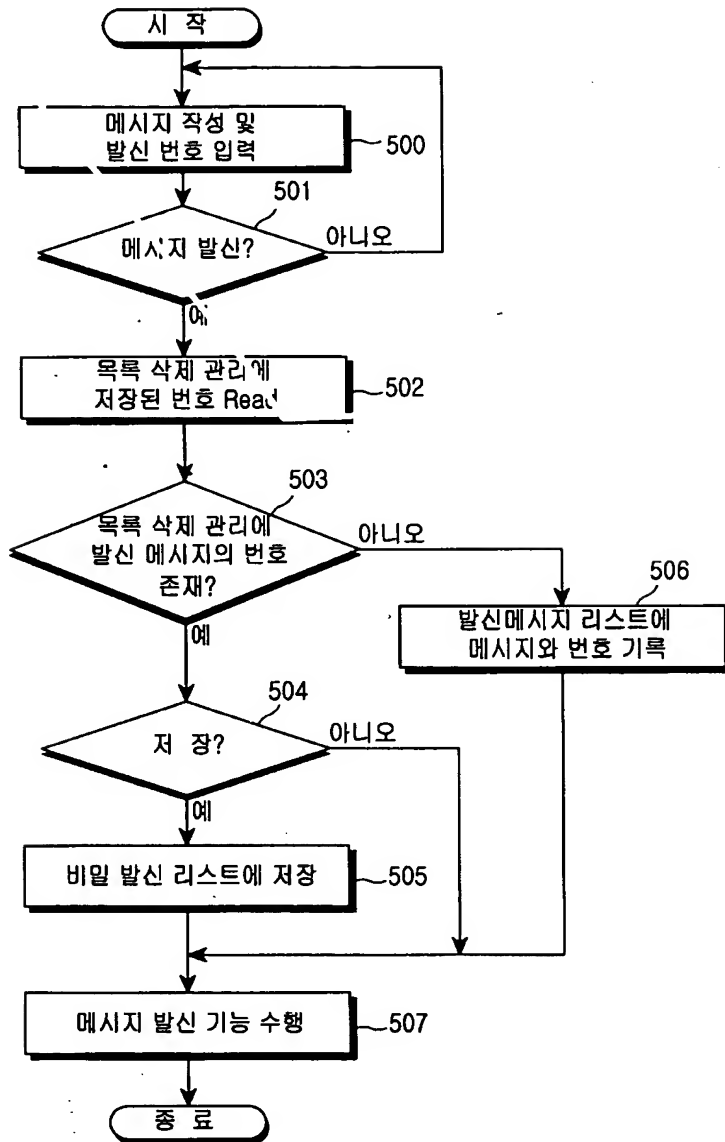 시 작
메시지 작성 및
발신 번호 입력
500
501
메시지 발신?
아니오
예
목록 삭제 관리에
저장된 번호 Read
502
503
목록 삭제 관리에
발신 메시지의 번호
존재?
아니오
예
506
발신메시지 리스트에
메시지와 번호 기록
504
저 장?
아니오
예
비밀 발신 리스트에 저장
505
메시지 발신 기능 수행
507
종 료